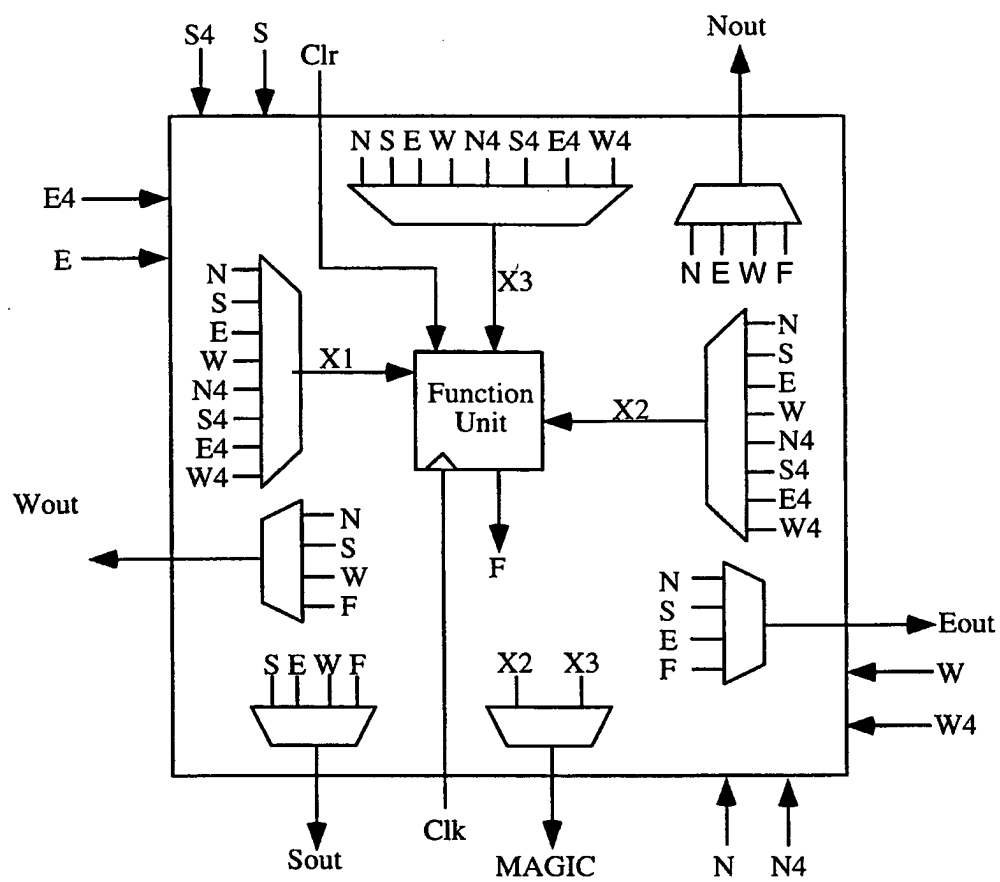 S4 S
Clr
Nout
N S E W N4 S4 E4 W4
E4
E
N E W F
X3
N
S
E
W
N4
S4
E4
W4
X1
Function
Unit
X2
N
S
E
W
N4
S4
E4
W4
Wout
N
S
W
F
F
N
S
E
F
Eout
W
W4
S E W F
X2 X3
Sout
Clk
MAGIC
N N4